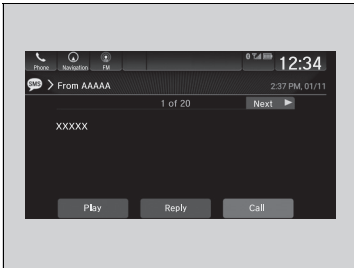 Phone Navigation FM 12:34
SMS From AAAAA 2:37 PM, 01/11
1 of 20 Next
XXXXX
Play Reply Call